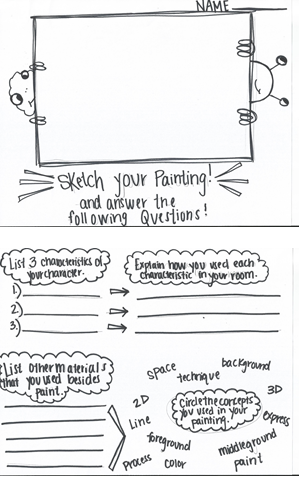 NAME
Sketch your Painting!
and answer the
following Questions!
List 3 characteristics of
your character.
Explain how you used each
characteristic in your room.
1)
2)
3.)
List other materials
that you used besides
paint.
space
technique
background
2D
3D
Circle the concepts
you used in your
painting.
Line
express
foreground
middleground
process
color
paint